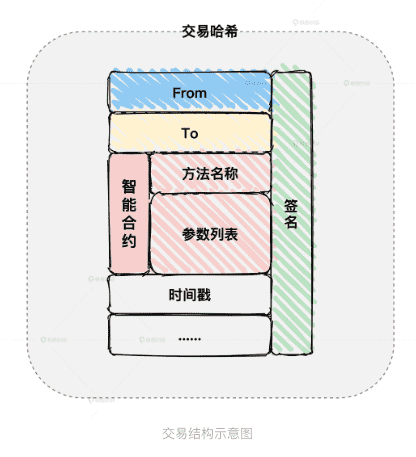 交易哈希
From
To
智能合约
方法名称
参数列表
签名
时间戳
......
交易结构示意图